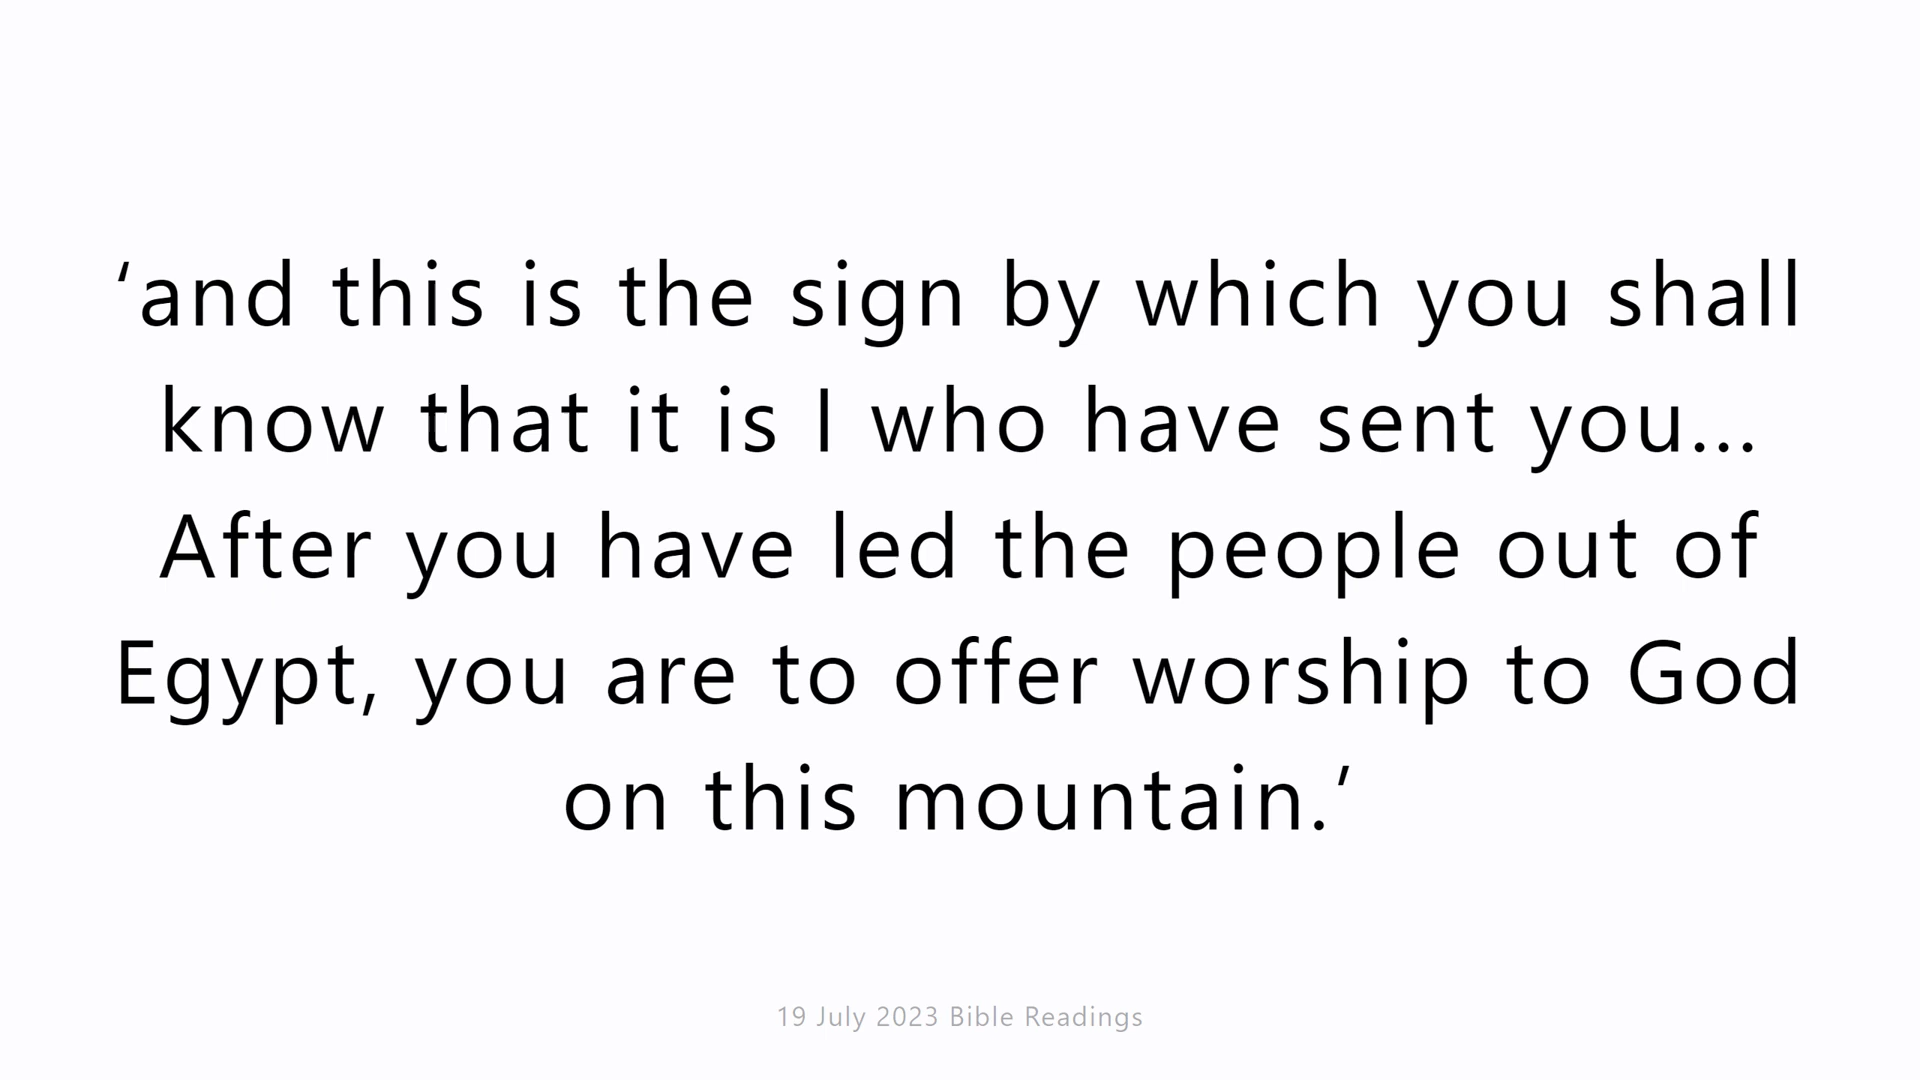 ‘and this is the sign by which you shall
know that it is I who have sent you...
After you have led the people out of
Egypt, you are to offer worship to God
on this mountain.’
19 July 2023 Bible Readings